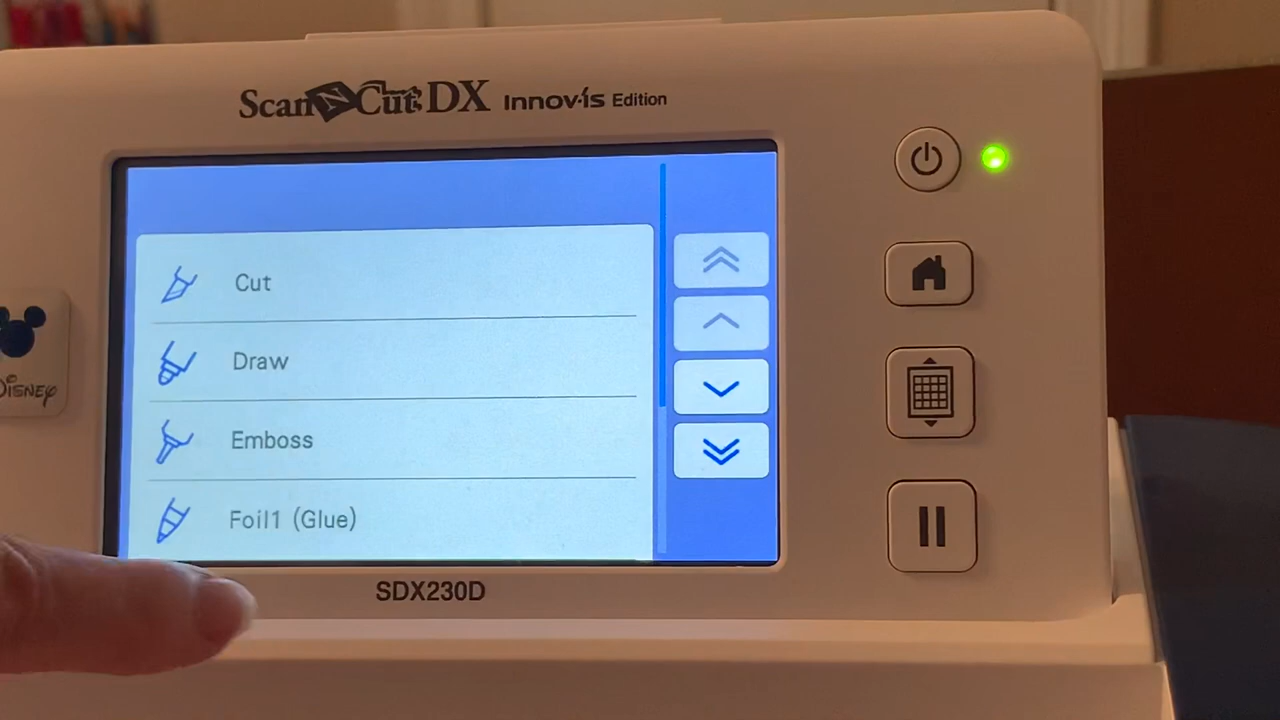 ScanNCut DX Innov-ís Edition
Cut
Draw
Emboss
Foil1 (Glue)
Disney
SDX230D